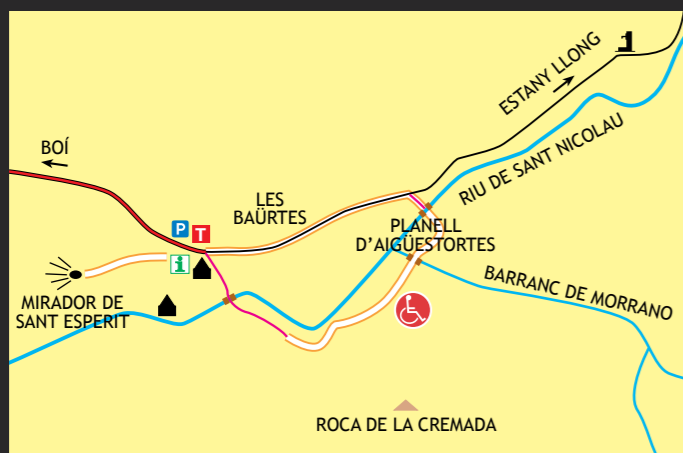 ESTANY LLONG
BOÍ
RIU DE SANT NICOLAU
LES
BAÜRTES
P
T
PLANELL
D'AIGÜESTORTES
i
BARRANC DE MORRANO
MIRADOR DE
SANT ESPERIT
ROCA DE LA CREMADA